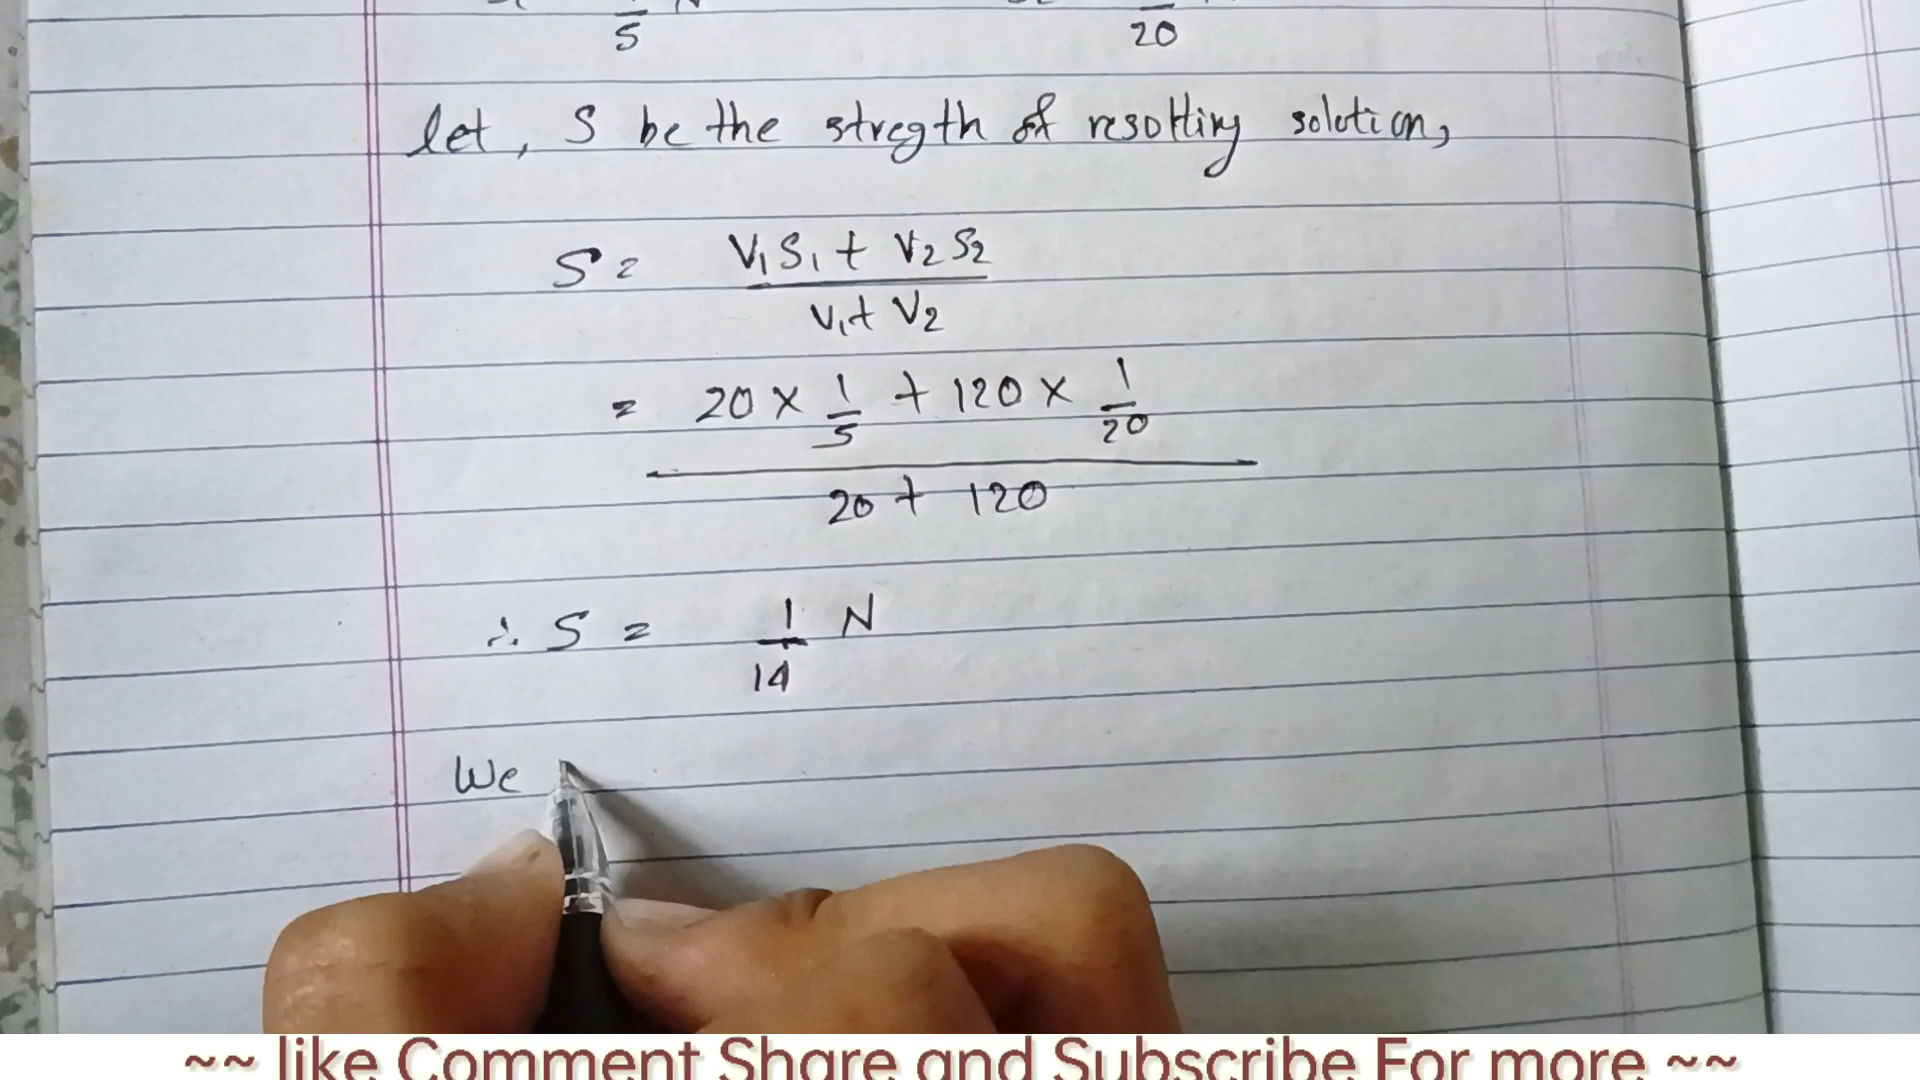 5 N 20
let, S be the stregth of resolting solution,
S = V1S1 + V2S2
V1+ V2
= 20 x 1/5 + 120 x 1/20
20 + 120
∴ S = 1/14 N
We
~~ like Comment Share and Subscribe For more ~~